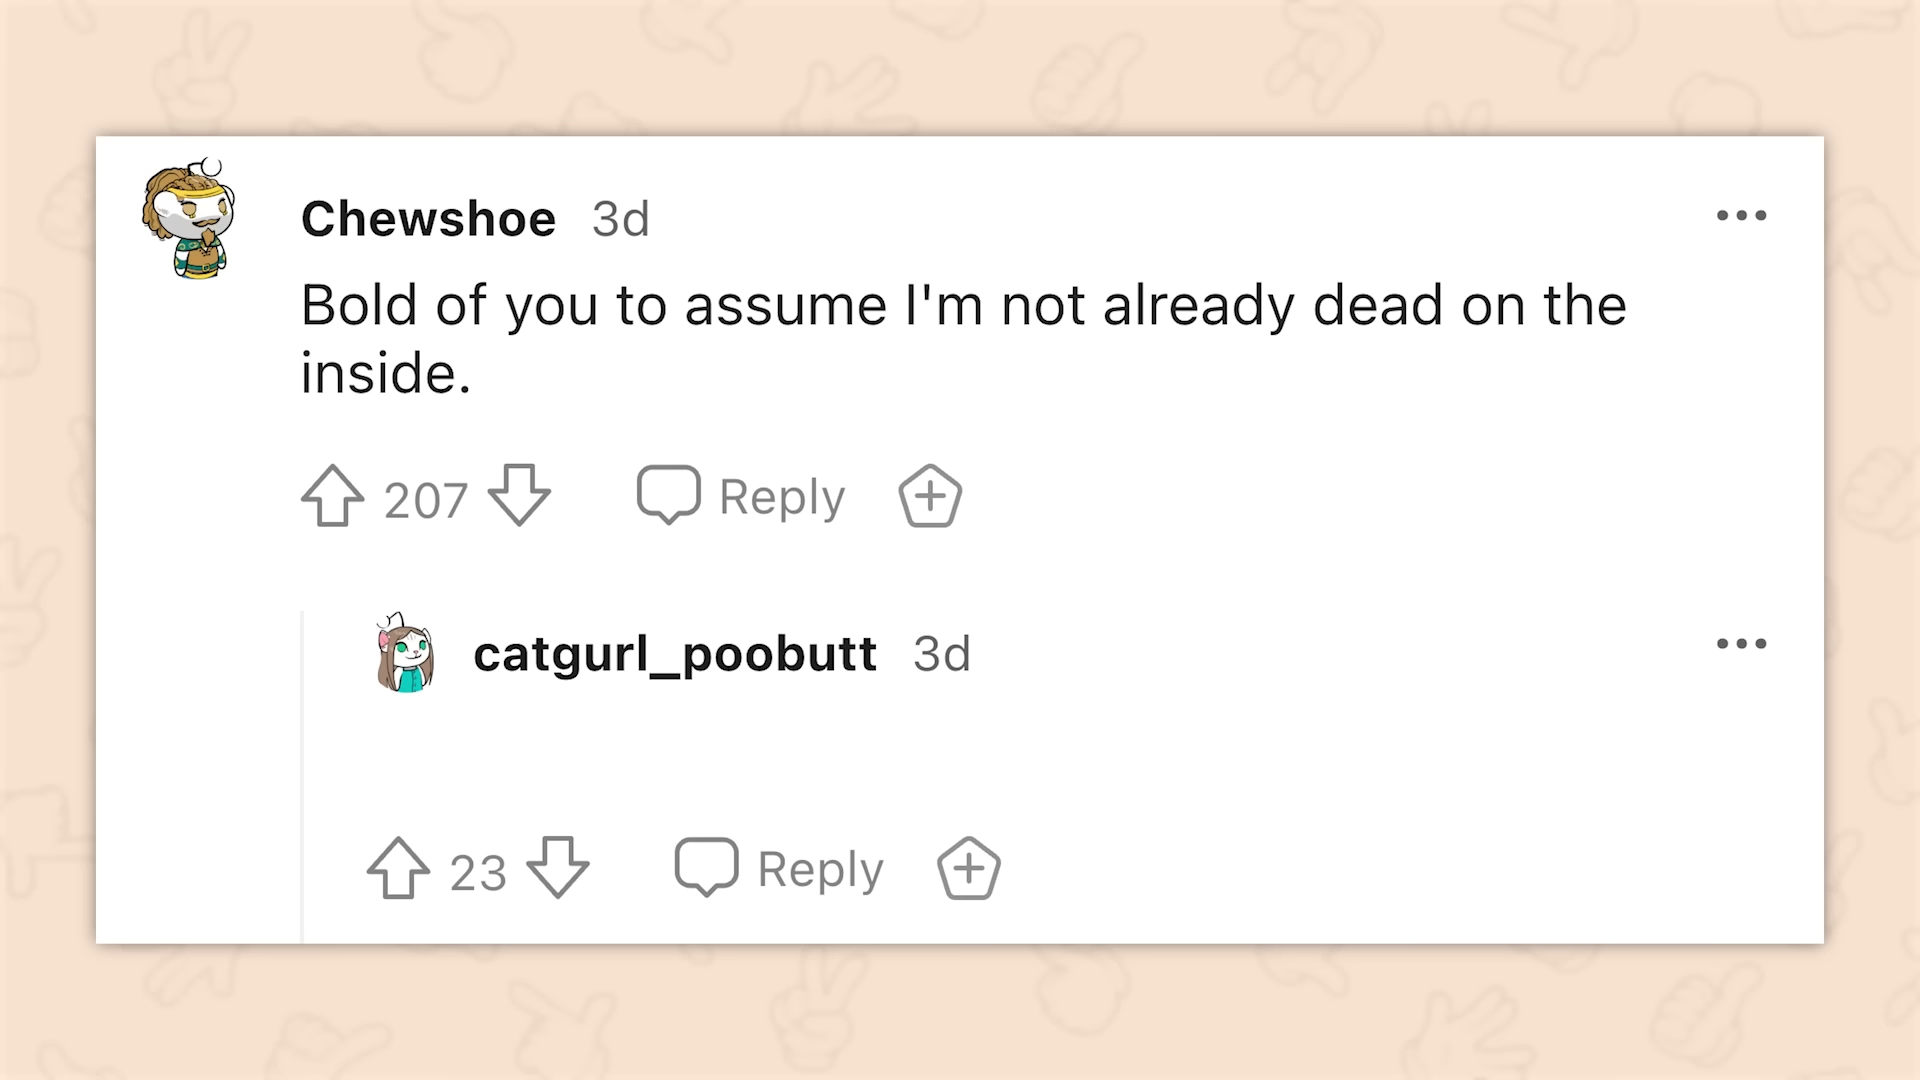 Chewshoe 3d
Bold of you to assume I'm not already dead on the
inside.
207 Reply
catgurl_poobutt 3d
23 Reply